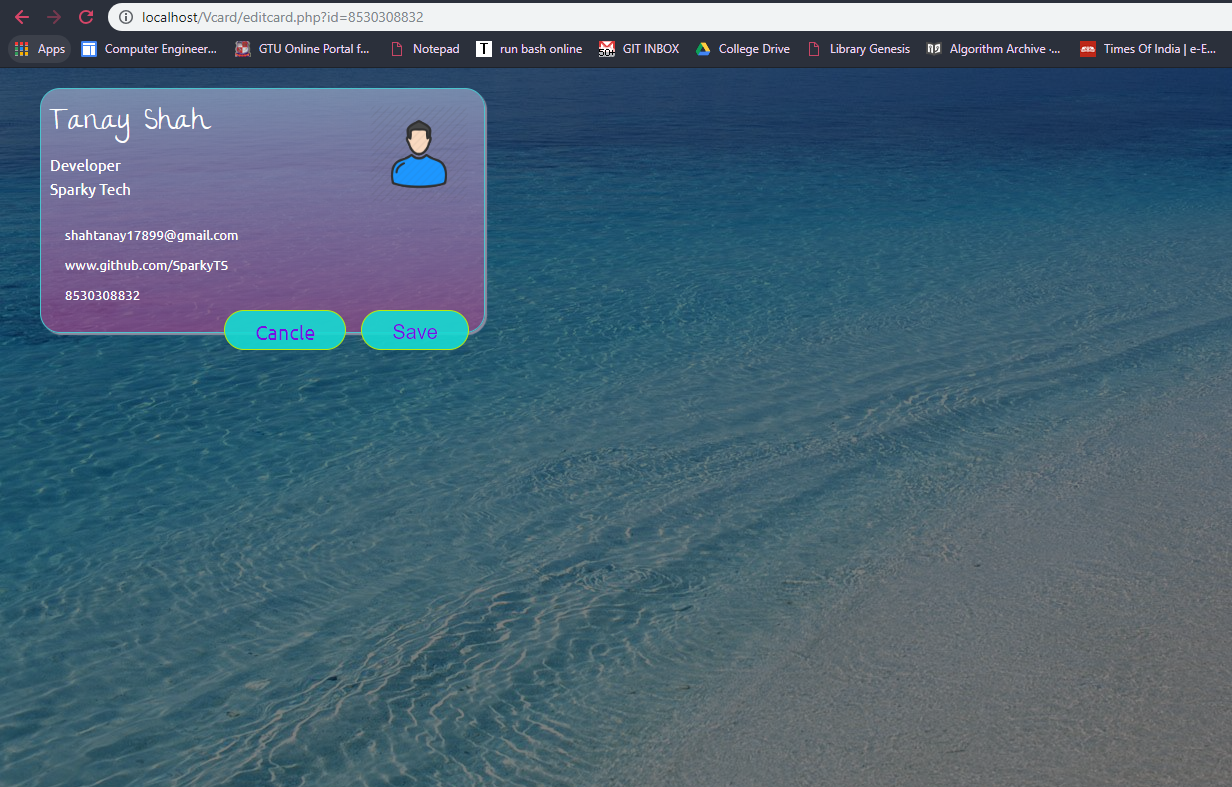 localhost/Vcard/editcard.php?id=8530308832
Apps Computer Engineer... GTU Online Portal f... Notepad T run bash online 50+ GIT INBOX College Drive Library Genesis Algorithm Archive ·... Times Of India | e-E...
Tanay Shah
Developer
Sparky Tech
shahtanay17899@gmail.com
www.github.com/SparkyTS
8530308832
Cancle Save